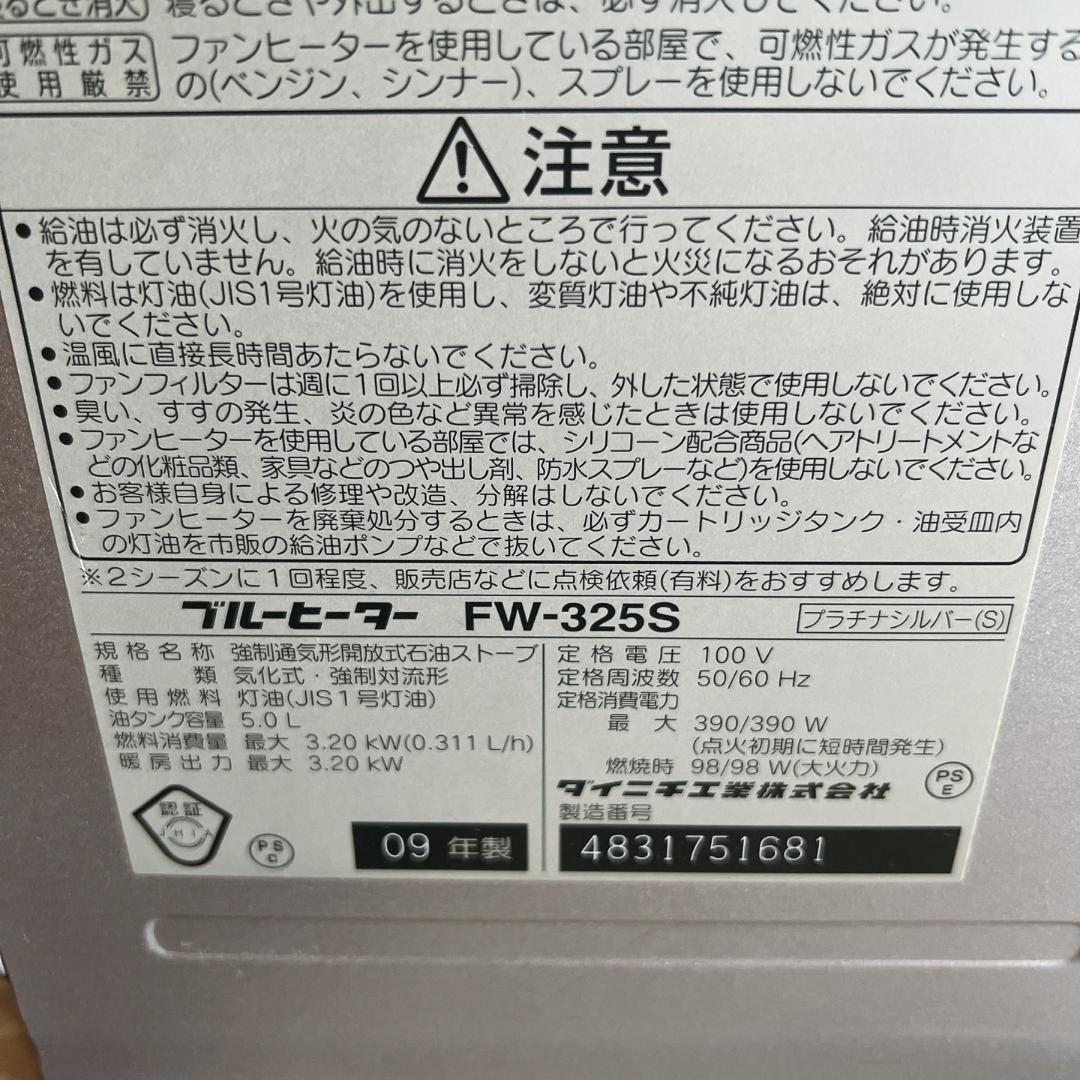 寝るときや外出するときは、必ず消火してください。
可燃性ガス
使用厳禁
ファンヒーターを使用している部屋で、可燃性ガスが発生する
の(ベンジン、シンナー)、スプレーを使用しないでください。
注意
●給油は必ず消火し、火の気のないところで行ってください。給油時消火装置
を有していません。給油時に消火をしないと火災になるおそれがあります。
●燃料は灯油(JIS1号灯油)を使用し、変質灯油や不純灯油は、絶対に使用しな
いでください。
●温風に直接長時間あたらないでください。
●ファンフィルターは週に1回以上必ず掃除し、外した状態で使用しないでください。
●臭い、すすの発生、炎の色など異常を感じたときは使用しないでください。
●ファンヒーターを使用している部屋では、シリコーン配合商品(ヘアトリートメントな
どの化粧品類、家具などのつや出し剤、防水スプレーなど)を使用しないでください。
●お客様自身による修理や改造、分解はしないでください。
●ファンヒーターを廃棄処分するときは、必ずカートリッジタンク・油受皿内
の灯油を市販の給油ポンプなどで抜いてください。
※2シーズンに1回程度、販売店などに点検依頼(有料)をおすすめします。
ブルーヒーター FW-325S プラチナシルバー(S)
規格名称 強制通気形開放式石油ストーブ
種類 気化式・強制対流形
使用燃料 灯油(JIS1号灯油)
油タンク容量 5.0 L
燃料消費量 最大 3.20 kW(0.311 L/h)
暖房出力 最大 3.20 kW
認証
JHIA
PS
C
09 年製
定格電圧 100 V
定格周波数 50/60 Hz
定格消費電力
最大 390/390 W
(点火初期に短時間発生)
燃焼時 98/98 W(大火力)
ダイニチ工業株式会社
PS
E
製造番号
4831751681